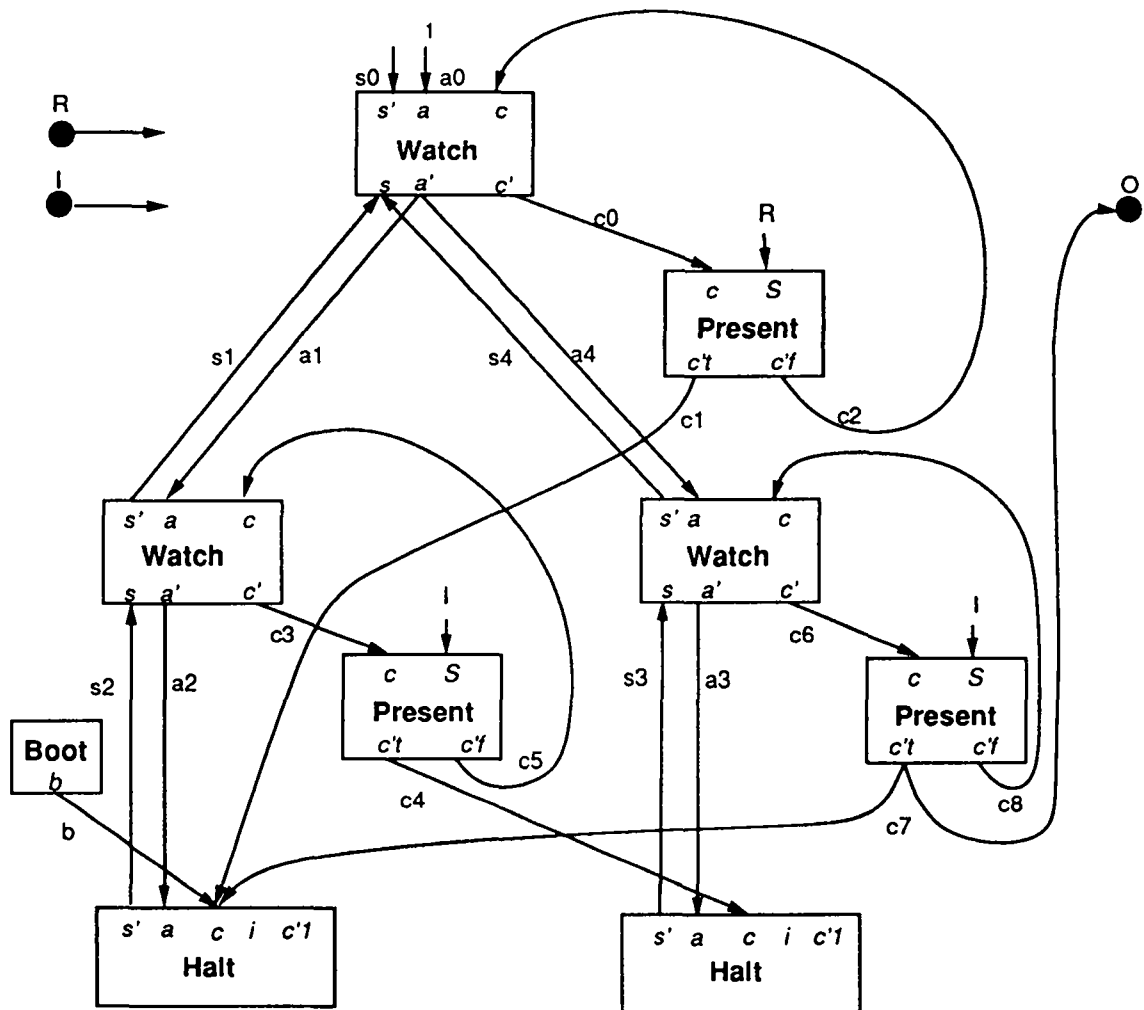 1
s0 a0
R
s' a c
Watch
s a' c'
I
O
c0
R
c S
Present
c't c'f
s1 a1 s4 a4
c1 c2
s' a c
Watch
s a' c'
s' a c
Watch
s a' c'
c3
I
c6
I
c S
Present
c't c'f
c S
Present
c't c'f
s2 a2
s3 a3
Boot
b
c5
c4
c8
c7
b
s' a c i c'1
Halt
s' a c i c'1
Halt